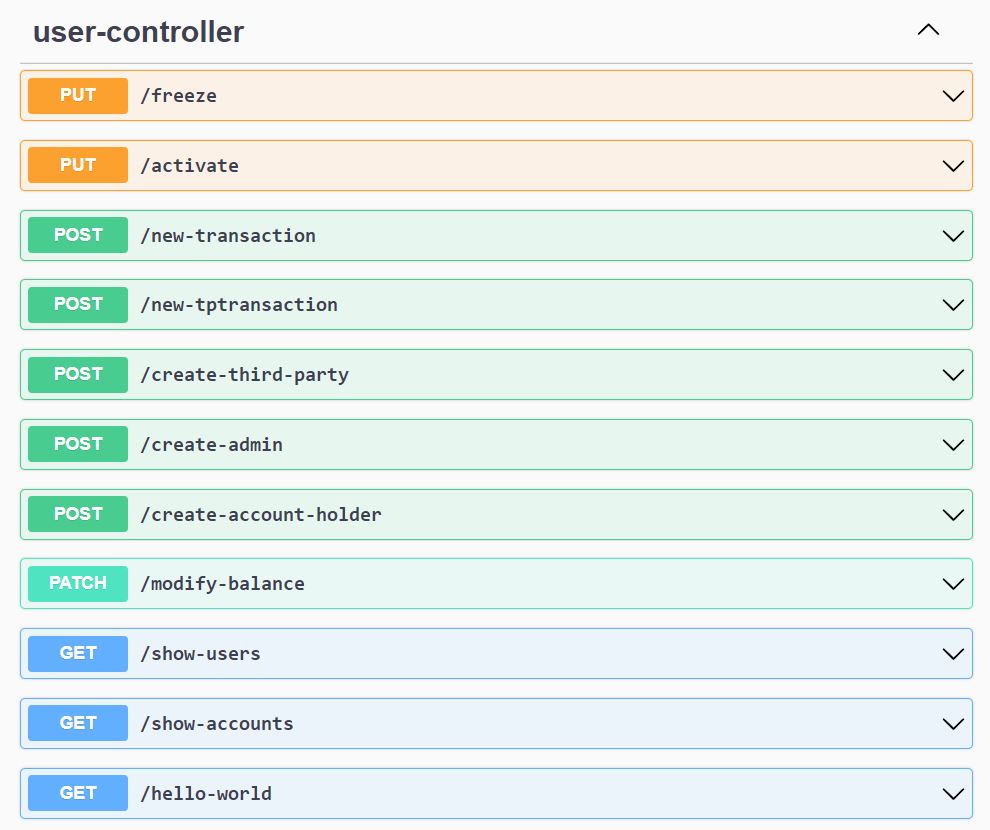 user-controller
PUT /freeze
PUT /activate
POST /new-transaction
POST /new-tptransaction
POST /create-third-party
POST /create-admin
POST /create-account-holder
PATCH /modify-balance
GET /show-users
GET /show-accounts
GET /hello-world